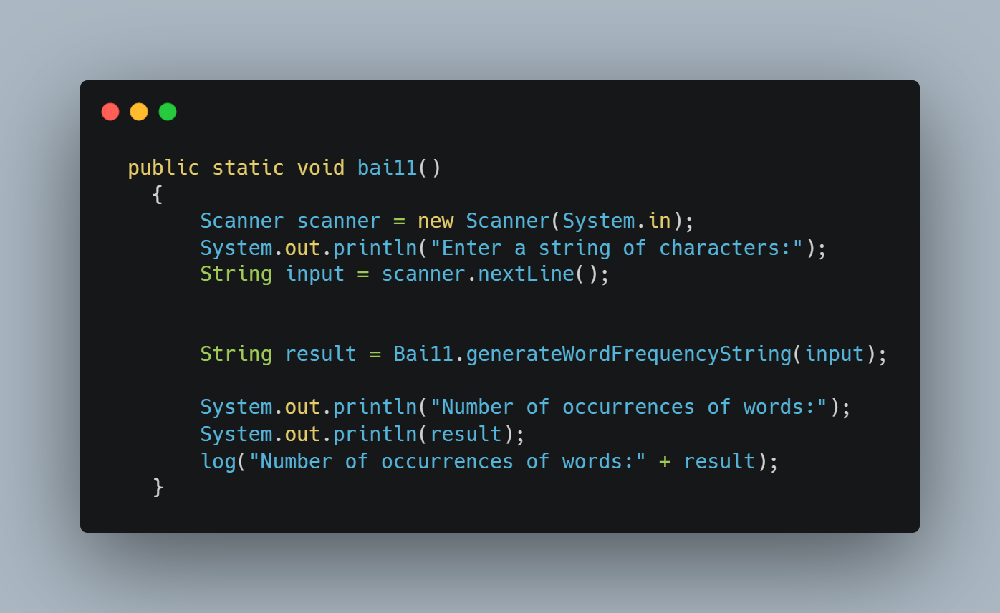 public static void bai11()
{
Scanner scanner = new Scanner(System.in);
System.out.println("Enter a string of characters:");
String input = scanner.nextLine();
String result = Bai11.generateWordFrequencyString(input);
System.out.println("Number of occurrences of words:");
System.out.println(result);
log("Number of occurrences of words:" + result);
}